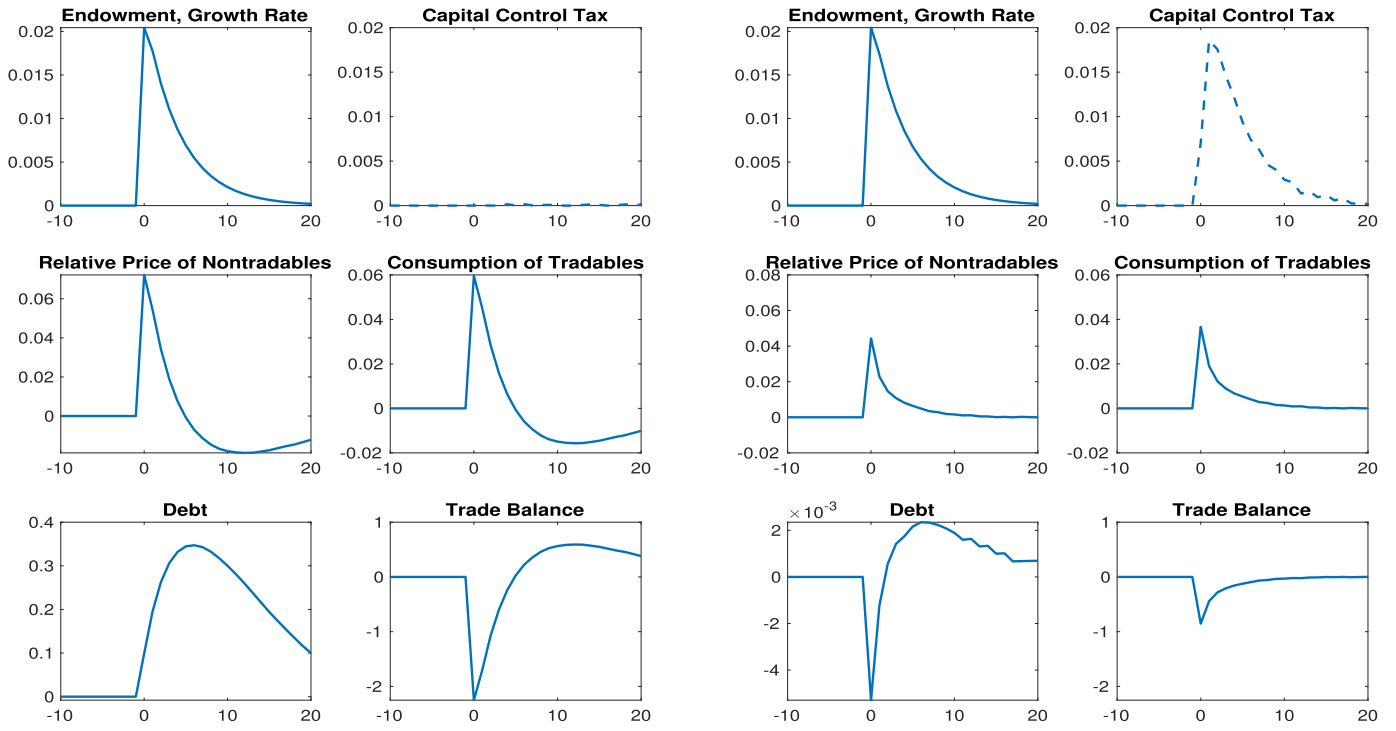 Endowment, Growth Rate
0.02
0.015
0.01
0.005
0
-10 0 10 20
Capital Control Tax
0.02
0.015
0.01
0.005
0
-10 0 10 20
Endowment, Growth Rate
0.02
0.015
0.01
0.005
0
-10 0 10 20
Capital Control Tax
0.02
0.015
0.01
0.005
0
-10 0 10 20
Relative Price of Nontradables
0.06
0.04
0.02
0
-10 0 10 20
Consumption of Tradables
0.06
0.04
0.02
0
-0.02
-10 0 10 20
Relative Price of Nontradables
0.08
0.06
0.04
0.02
0
-0.02
-10 0 10 20
Consumption of Tradables
0.06
0.04
0.02
0
-0.02
-10 0 10 20
Debt
0.4
0.3
0.2
0.1
0
-10 0 10 20
Trade Balance
1
0
-1
-2
-10 0 10 20
Debt
×10-3
2
0
-2
-4
-10 0 10 20
Trade Balance
1
0
-1
-2
-10 0 10 20